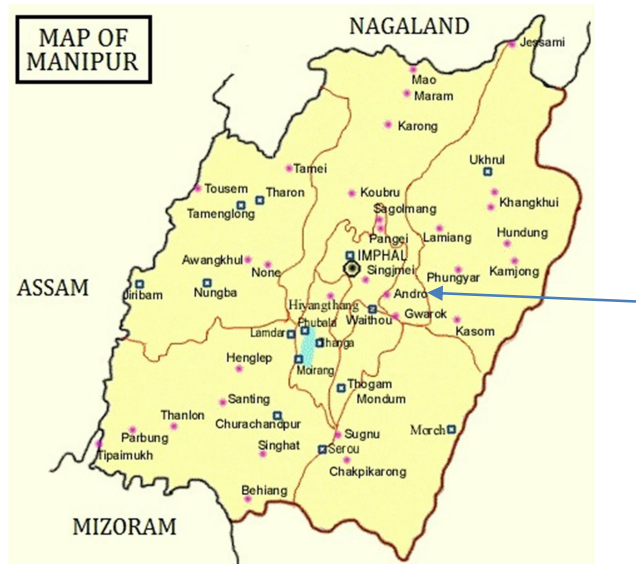 MAP OF
MANIPUR
NAGALAND
Jessami
Mao
Maram
Karong
Ukhrul
Tamei
Tousem
Tharon
Tamenglong
Koubru
Khangkhui
Sagolmang
Pangei
Lamiang
Hundung
IMPHAL
Awangkhul
None
Singjmei
Phungyar
Kamjong
ASSAM
Jiribam
Nungba
Andro
Hiyangthang
Waithou
Gwarok
Kasom
Phubala
Lamdan
Thanga
Henglep
Moirang
Thogam
Mondum
Santing
Churachandpur
Thanlon
Parbung
Tipaimukh
Singhat
Sugnu
Serou
Morch
Chakpikarong
Behiang
MIZORAM